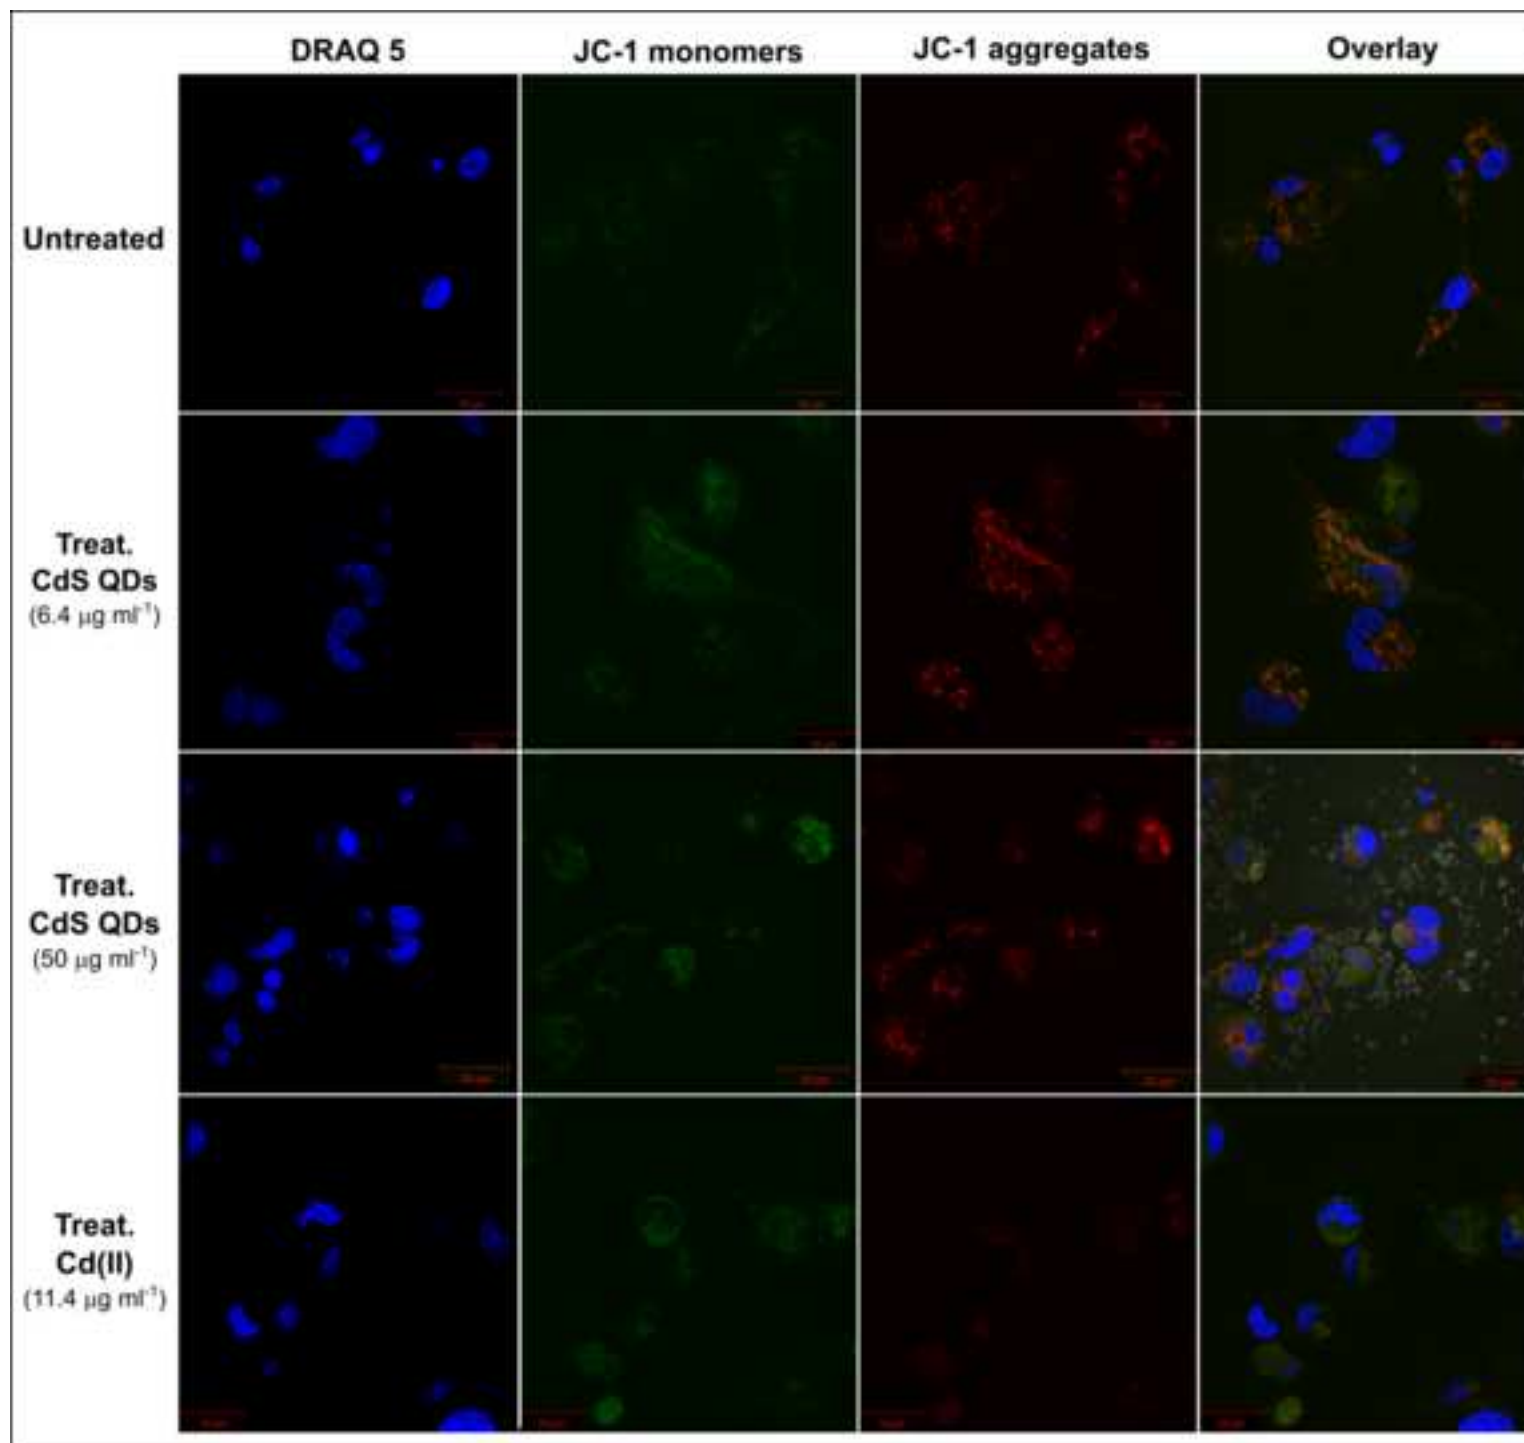 DRAQ 5 JC-1 monomers JC-1 aggregates Overlay
Untreated
Treat.
CdS QDs
(6.4 µg ml⁻¹)
Treat.
CdS QDs
(50 µg ml⁻¹)
Treat.
Cd(II)
(11.4 µg ml⁻¹)